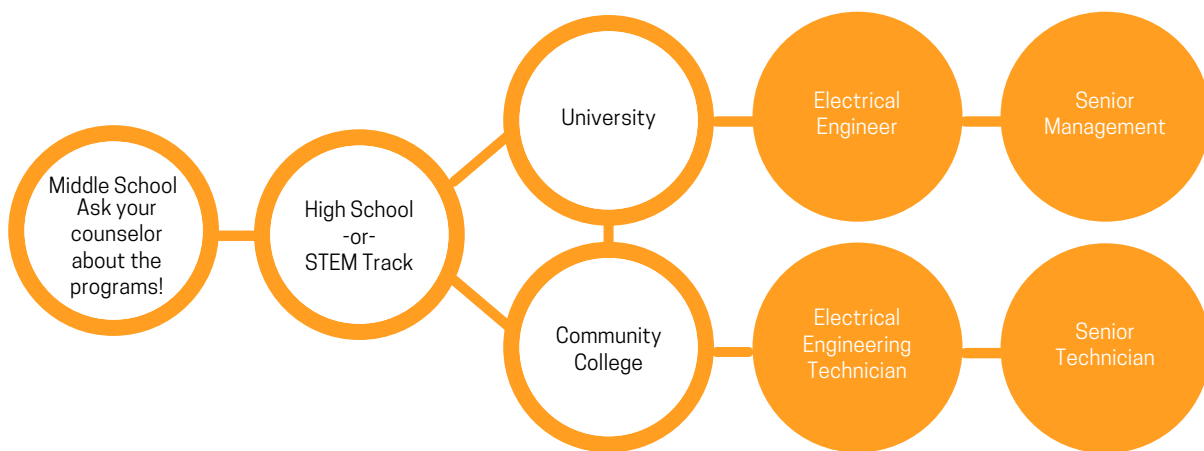 Middle School
Ask your
counselor
about the
programs!
High School
-or-
STEM Track
University
Electrical
Engineer
Senior
Management
Community
College
Electrical
Engineering
Technician
Senior
Technician